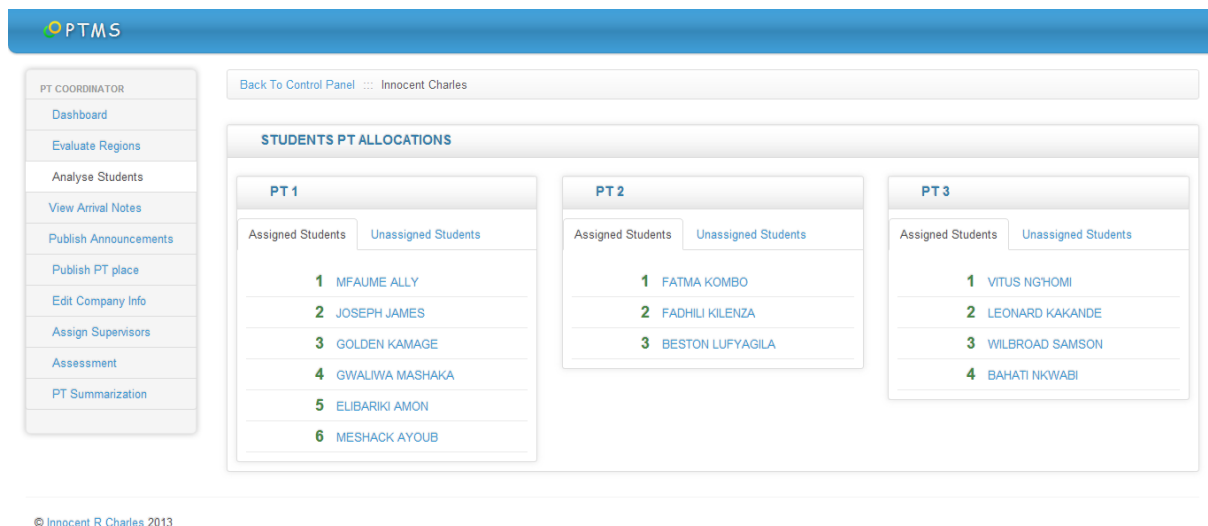 OPTMS
PT COORDINATOR
Dashboard
Evaluate Regions
Analyse Students
View Arrival Notes
Publish Announcements
Publish PT place
Edit Company Info
Assign Supervisors
Assessment
PT Summarization
Back To Control Panel ::: Innocent Charles
STUDENTS PT ALLOCATIONS
PT 1
Assigned Students Unassigned Students
1 MFAUME ALLY
2 JOSEPH JAMES
3 GOLDEN KAMAGE
4 GWALIWA MASHAKA
5 ELIBARIKI AMON
6 MESHACK AYOUB
PT 2
Assigned Students Unassigned Students
1 FATMA KOMBO
2 FADHILI KILENZA
3 BESTON LUFYAGILA
PT 3
Assigned Students Unassigned Students
1 VITUS NG'HOMI
2 LEONARD KAKANDE
3 WILBROAD SAMSON
4 BAHATI NKWABI
© Innocent R Charles 2013